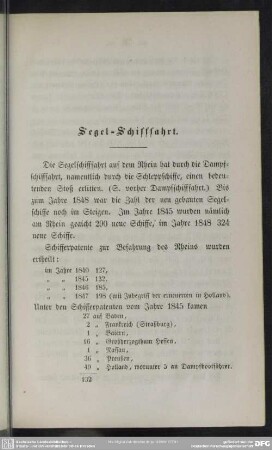 Segel-Schifffahrt.
Die Segelschifffahrt auf dem Rhein hat durch die Dampf-
schifffahrt, namentlich durch die Schleppschiffe, einen bedeu-
tenden Stoß erlitten. (S. vorher Dampfschifffahrt.) Bis
zum Jahre 1848 war die Zahl der neu gebauten Segel-
schiffe noch im Steigen. Im Jahre 1845 wurden nämlich
am Rhein geaicht 290 neue Schiffe, im Jahre 1848 324
neue Schiffe.
Schifferpatente zur Befahrung des Rheins wurden
ertheilt:
im Jahre 1840 127,
„ „ 1845 132,
„ „ 1846 185,
„ „ 1847 198 (mit Inbegriff der erneuerten in Holland).
Unter den Schifferpatenten vom Jahre 1845 kamen
27 auf Baden,
2 „ Frankreich (Straßburg),
1 „ Baiern,
16 „ Großherzogthum Hessen,
1 „ Nassau,
36 „ Preußen,
49 „ Holland, worunter 5 an Dampfbootführer.
132